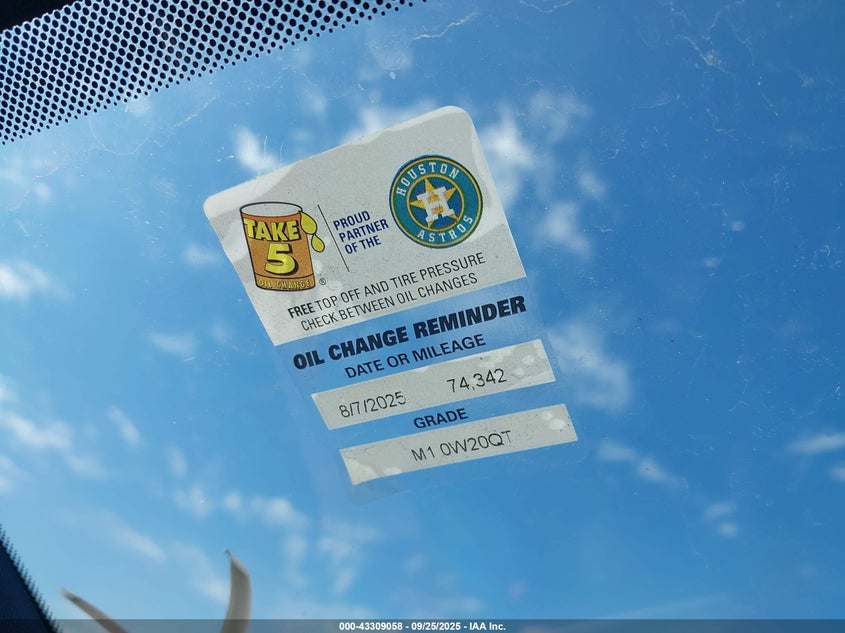 TAKE
5
OIL CHANGE
®
PROUD
PARTNER
OF THE
HOUSTON
H
ASTROS
FREE TOP OFF AND TIRE PRESSURE
CHECK BETWEEN OIL CHANGES
OIL CHANGE REMINDER
DATE OR MILEAGE
8/7/2025 74,342
GRADE
M1 0W20QT
000-43309058 - 09/25/2025 - IAA Inc.